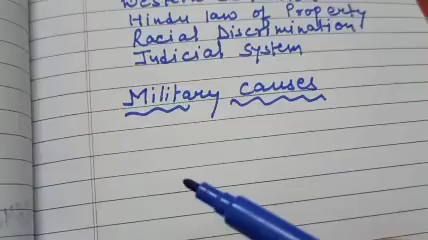 Hindu law of Property
Racial Discrimination
Judicial System
Military causes